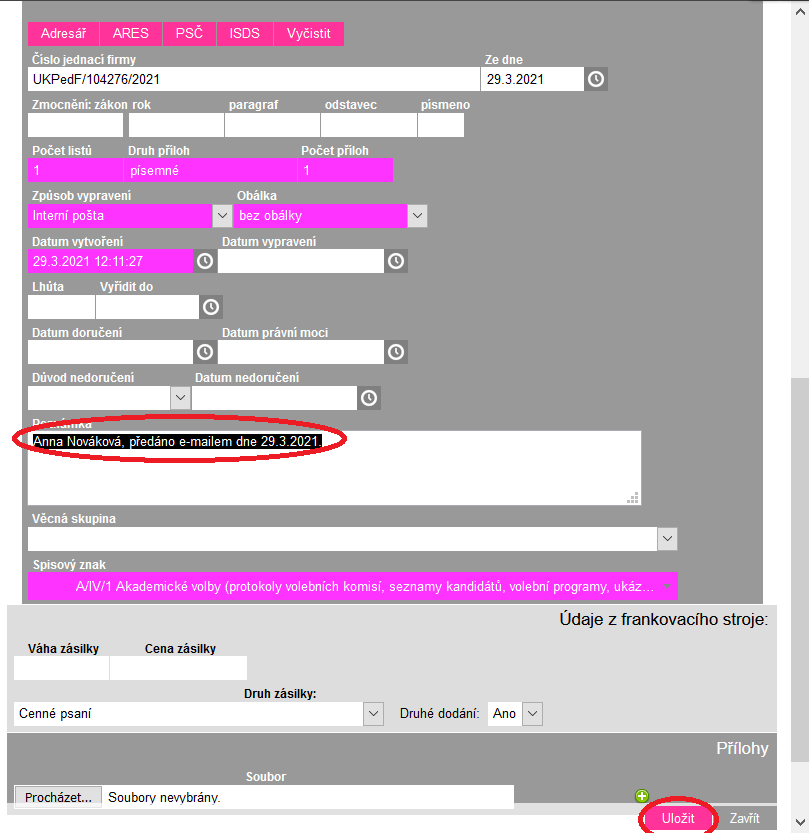 Adresář ARES PSČ ISDS Vyčistit
Číslo jednací firmy Ze dne
UKPedF/104276/2021 29.3.2021
Zmocnění: zákon rok paragraf odstavec písmeno
Počet listů Druh příloh Počet příloh
1 písemné 1
Způsob vypravení Obálka
Interní pošta bez obálky
Datum vytvoření Datum vypravení
29.3.2021 12:11:27
Lhůta Vyřídit do
Datum doručení Datum právní moci
Důvod nedoručení Datum nedoručení
Poznámka
Anna Nováková, předáno e-mailem dne 29.3.2021.
Věcná skupina
Spisový znak
A/IV/1 Akademické volby (protokoly volebních komisí, seznamy kandidátů, volební programy, ukáz...
Údaje z frankovacího stroje:
Váha zásilky Cena zásilky
Druh zásilky:
Cenné psaní Druhé dodání: Ano
Přílohy
Soubor
Procházet... Soubory nevybrány.
Uložit Zavřít